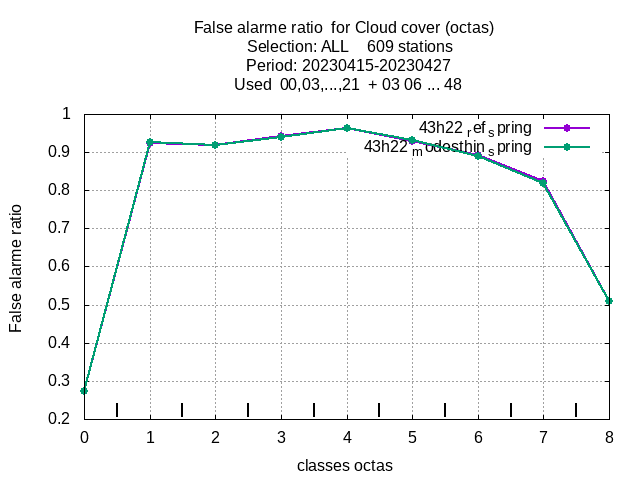 False alarme ratio  for Cloud cover (octas)
Selection: ALL    609 stations
Period: 20230415-20230427
Used  00,03,...,21  + 03 06 ... 48
43h22 ref spring
43h22 modosthin spring
1
0.9
0.8
0.7
0.6
0.5
0.4
0.3
0.2
False alarme ratio
0 1 2 3 4 5 6 7 8
classes octas